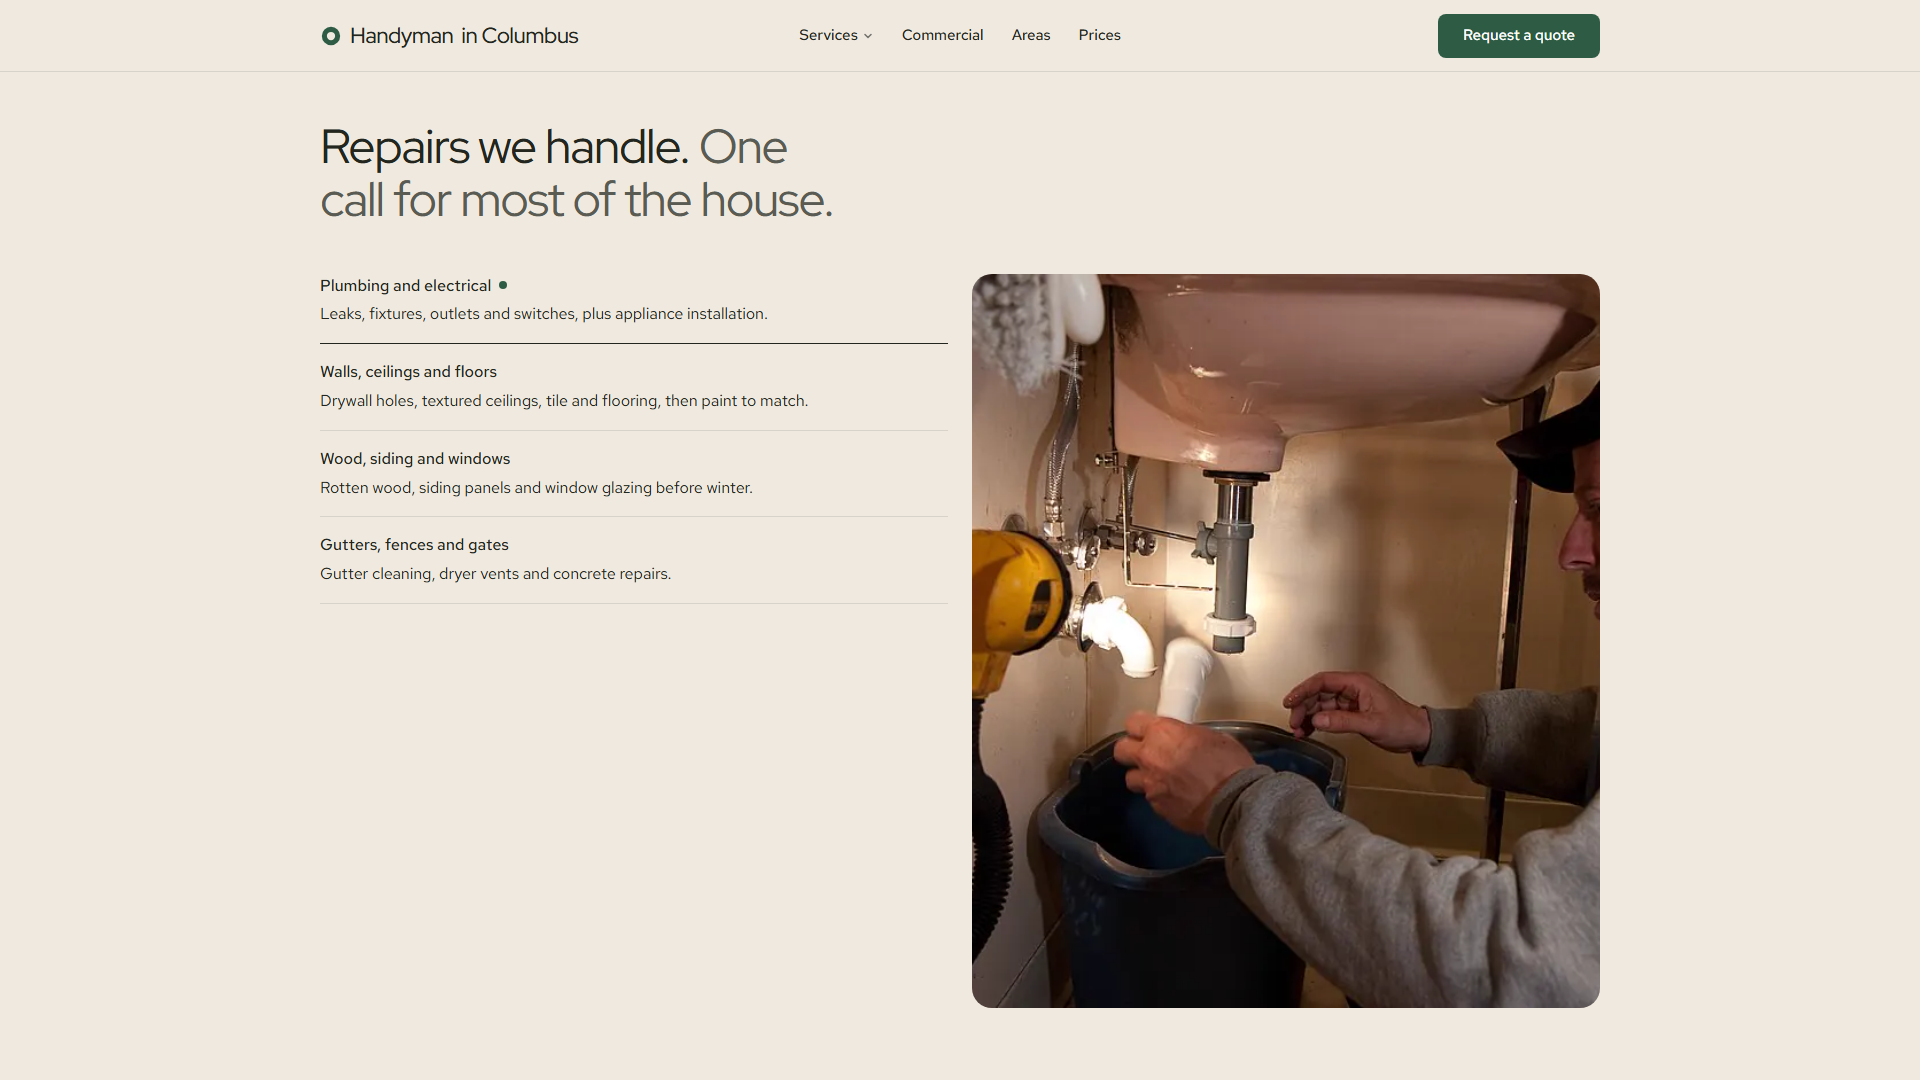 Handyman in Columbus
Services
Commercial
Areas
Prices
Request a quote
Repairs we handle. One
call for most of the house.
Plumbing and electrical
Leaks, fixtures, outlets and switches, plus appliance installation.
Walls, ceilings and floors
Drywall holes, textured ceilings, tile and flooring, then paint to match.
Wood, siding and windows
Rotten wood, siding panels and window glazing before winter.
Gutters, fences and gates
Gutter cleaning, dryer vents and concrete repairs.